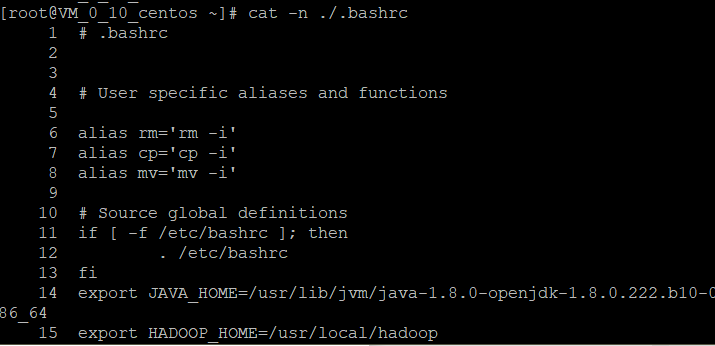 [root@VM_0_10_centos ~]# cat -n ./.bashrc
1 # .bashrc
2
3
4 # User specific aliases and functions
5
6 alias rm='rm -i'
7 alias cp='cp -i'
8 alias mv='mv -i'
9
10 # Source global definitions
11 if [ -f /etc/bashrc ]; then
12 . /etc/bashrc
13 fi
14 export JAVA_HOME=/usr/lib/jvm/java-1.8.0-openjdk-1.8.0.222.b10-0
86_64
15 export HADOOP_HOME=/usr/local/hadoop